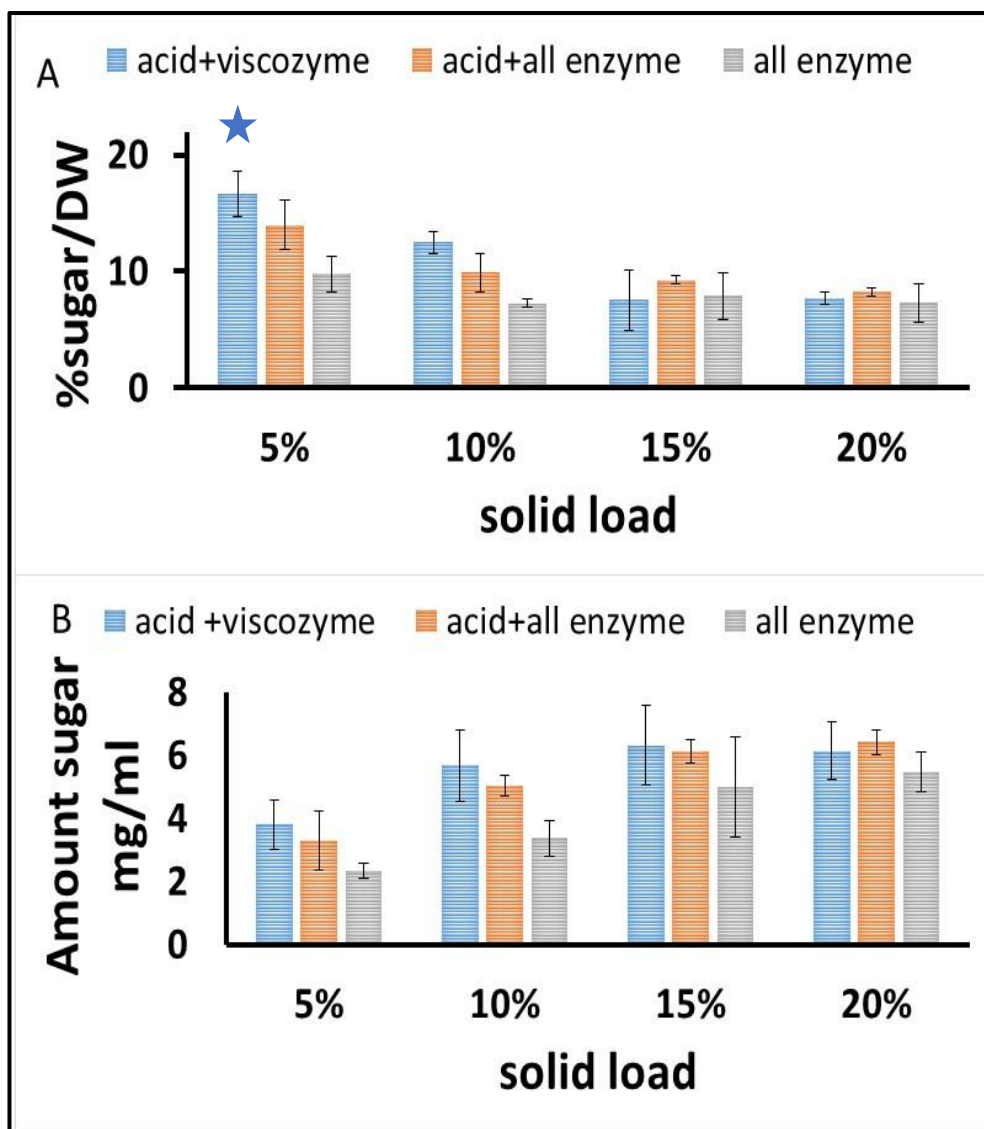 A
acid+viscozyme acid+all enzyme all enzyme
%sugar/DW
20
10
0
5% 10% 15% 20%
solid load
B
acid +viscozyme acid+all enzyme all enzyme
Amount sugar
mg/ml
8
6
4
2
0
5% 10% 15% 20%
solid load